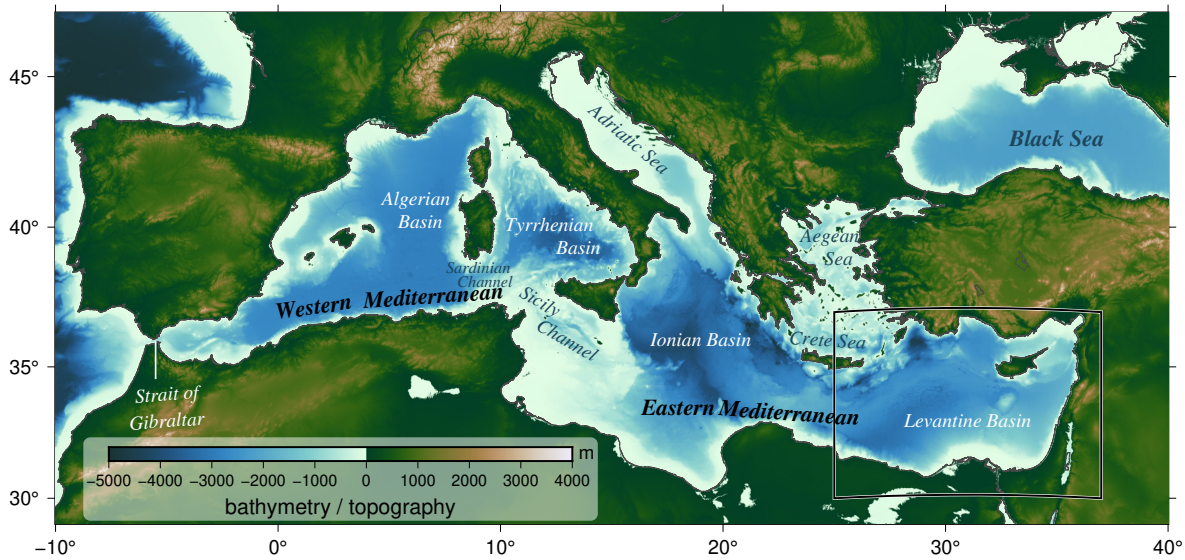 45°
40°
35°
30°
−10°
0°
10°
20°
30°
40°
Black Sea
Adriatic Sea
Algerian
Basin
Tyrrhenian
Basin
Aegean
Sea
Sardinian
Channel
Western Mediterranean
Sicily
Channel
Ionian Basin
Crete Sea
Strait of
Gibraltar
Eastern Mediterranean
Levantine Basin
m
−5000 −4000 −3000 −2000 −1000 0 1000 2000 3000 4000
bathymetry / topography